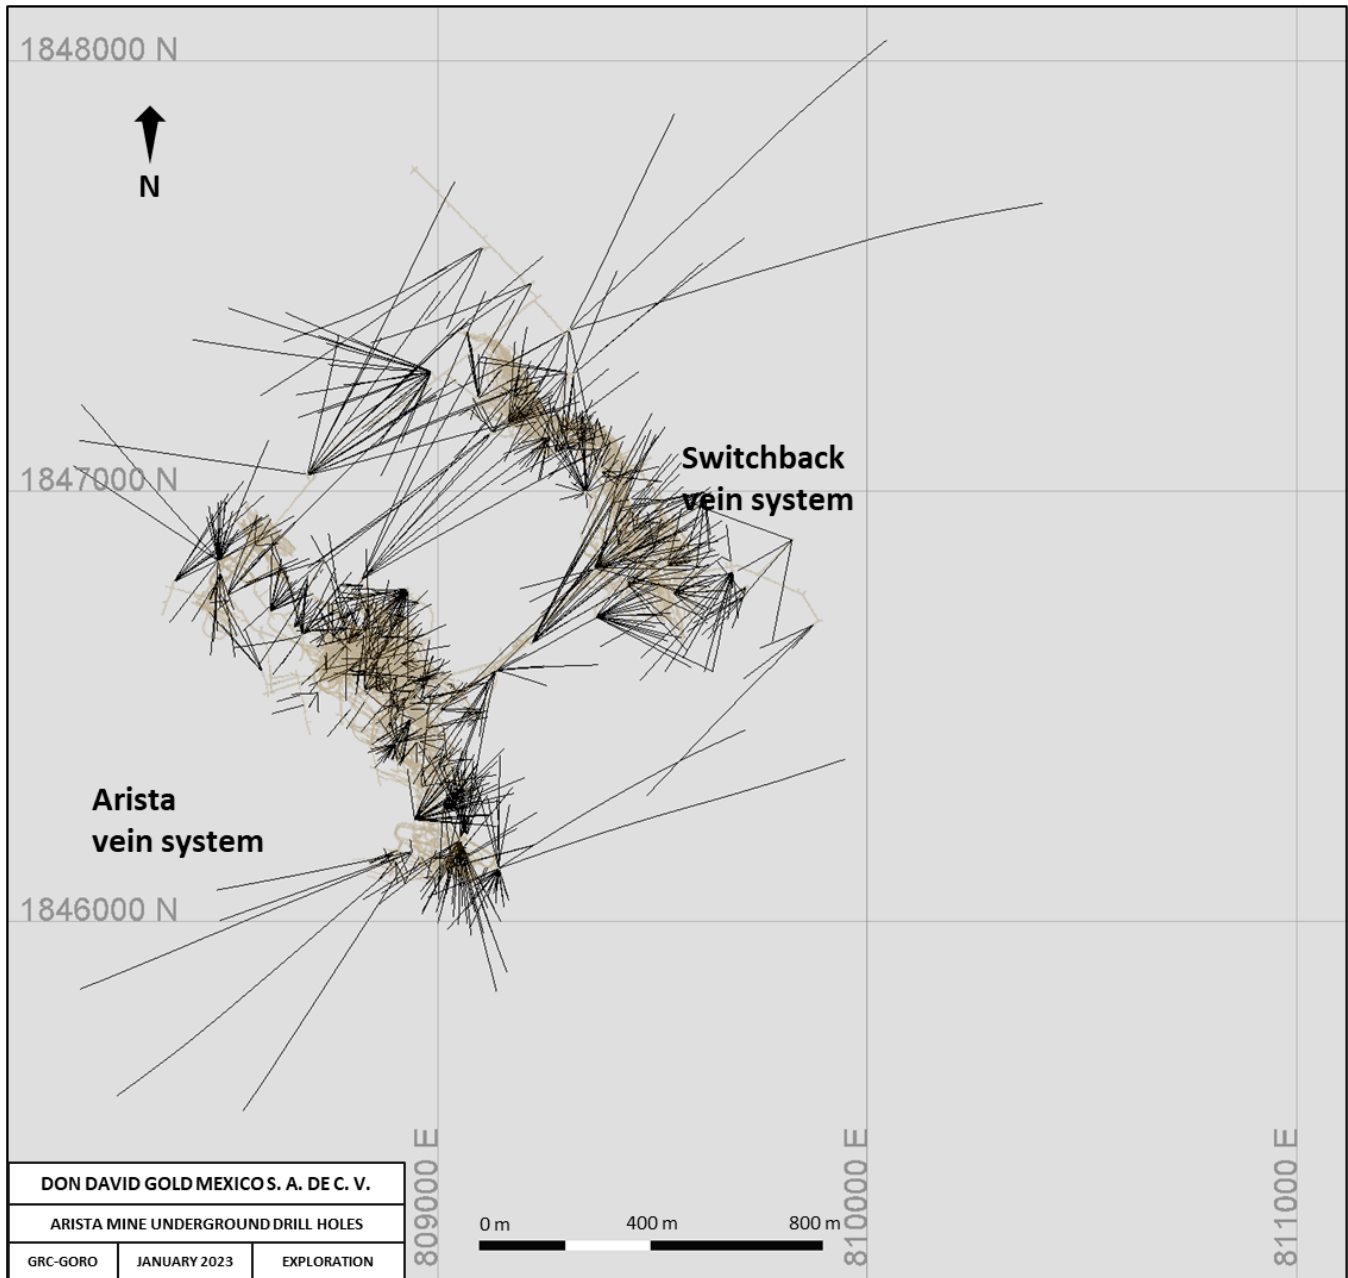 1848000 N
N
Switchback
vein system
1847000 N
Arista
vein system
1846000 N
809000 E
810000 E
811000 E
DON DAVID GOLD MEXICO S. A. DE C. V.
ARISTA MINE UNDERGROUND DRILL HOLES
GRC-GORO JANUARY 2023 EXPLORATION
0 m 400 m 800 m